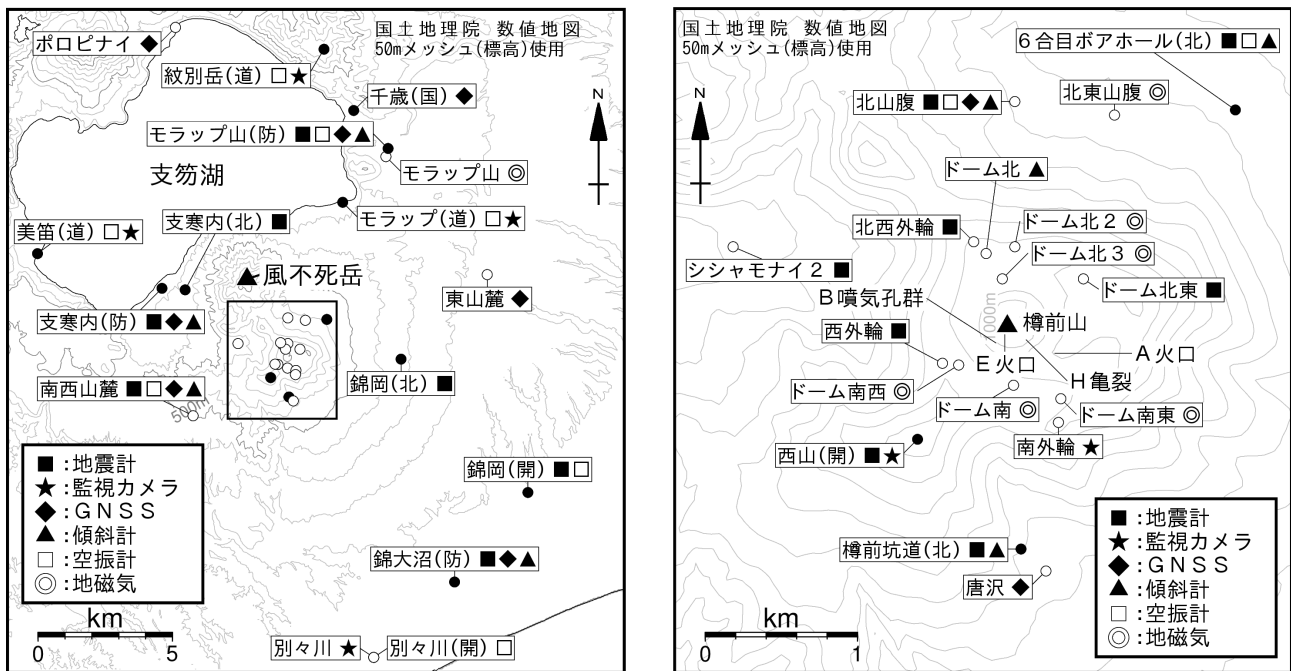 国土地理院 数値地図
50mメッシュ(標高)使用
ポロピナイ ◆
紋別岳(道) □★
千歳(国) ◆
N
モラップ山(防) ■□◆▲
モラップ山 ◎
支笏湖
支寒内(北) ■
モラップ(道) □★
美笛(道) □★
風不死岳
東山麓 ◆
支寒内(防) ■◆▲
南西山麓 ■□◆▲
錦岡(北) ■
500m
錦岡(開) ■□
■:地震計
★:監視カメラ
◆:GNSS
▲:傾斜計
□:空振計
◎:地磁気
錦大沼(防) ■◆▲
km
0 5
別々川 ★
別々川(開) □
国土地理院 数値地図
50mメッシュ(標高)使用
6合目ボアホール(北) ■□▲
N
北山腹 ■□◆▲
北東山腹 ◎
ドーム北 ▲
北西外輪 ■
ドーム北2 ◎
ドーム北3 ◎
シシャモナイ2 ■
ドーム北東 ■
B噴気孔群
000m
樽前山
西外輪 ■
A火口
E火口
H亀裂
ドーム南西 ◎
ドーム南 ◎
ドーム南東 ◎
南外輪 ★
西山(開) ■★
樽前坑道(北) ■▲
唐沢 ◆
■:地震計
★:監視カメラ
◆:GNSS
▲:傾斜計
□:空振計
◎:地磁気
km
0 1